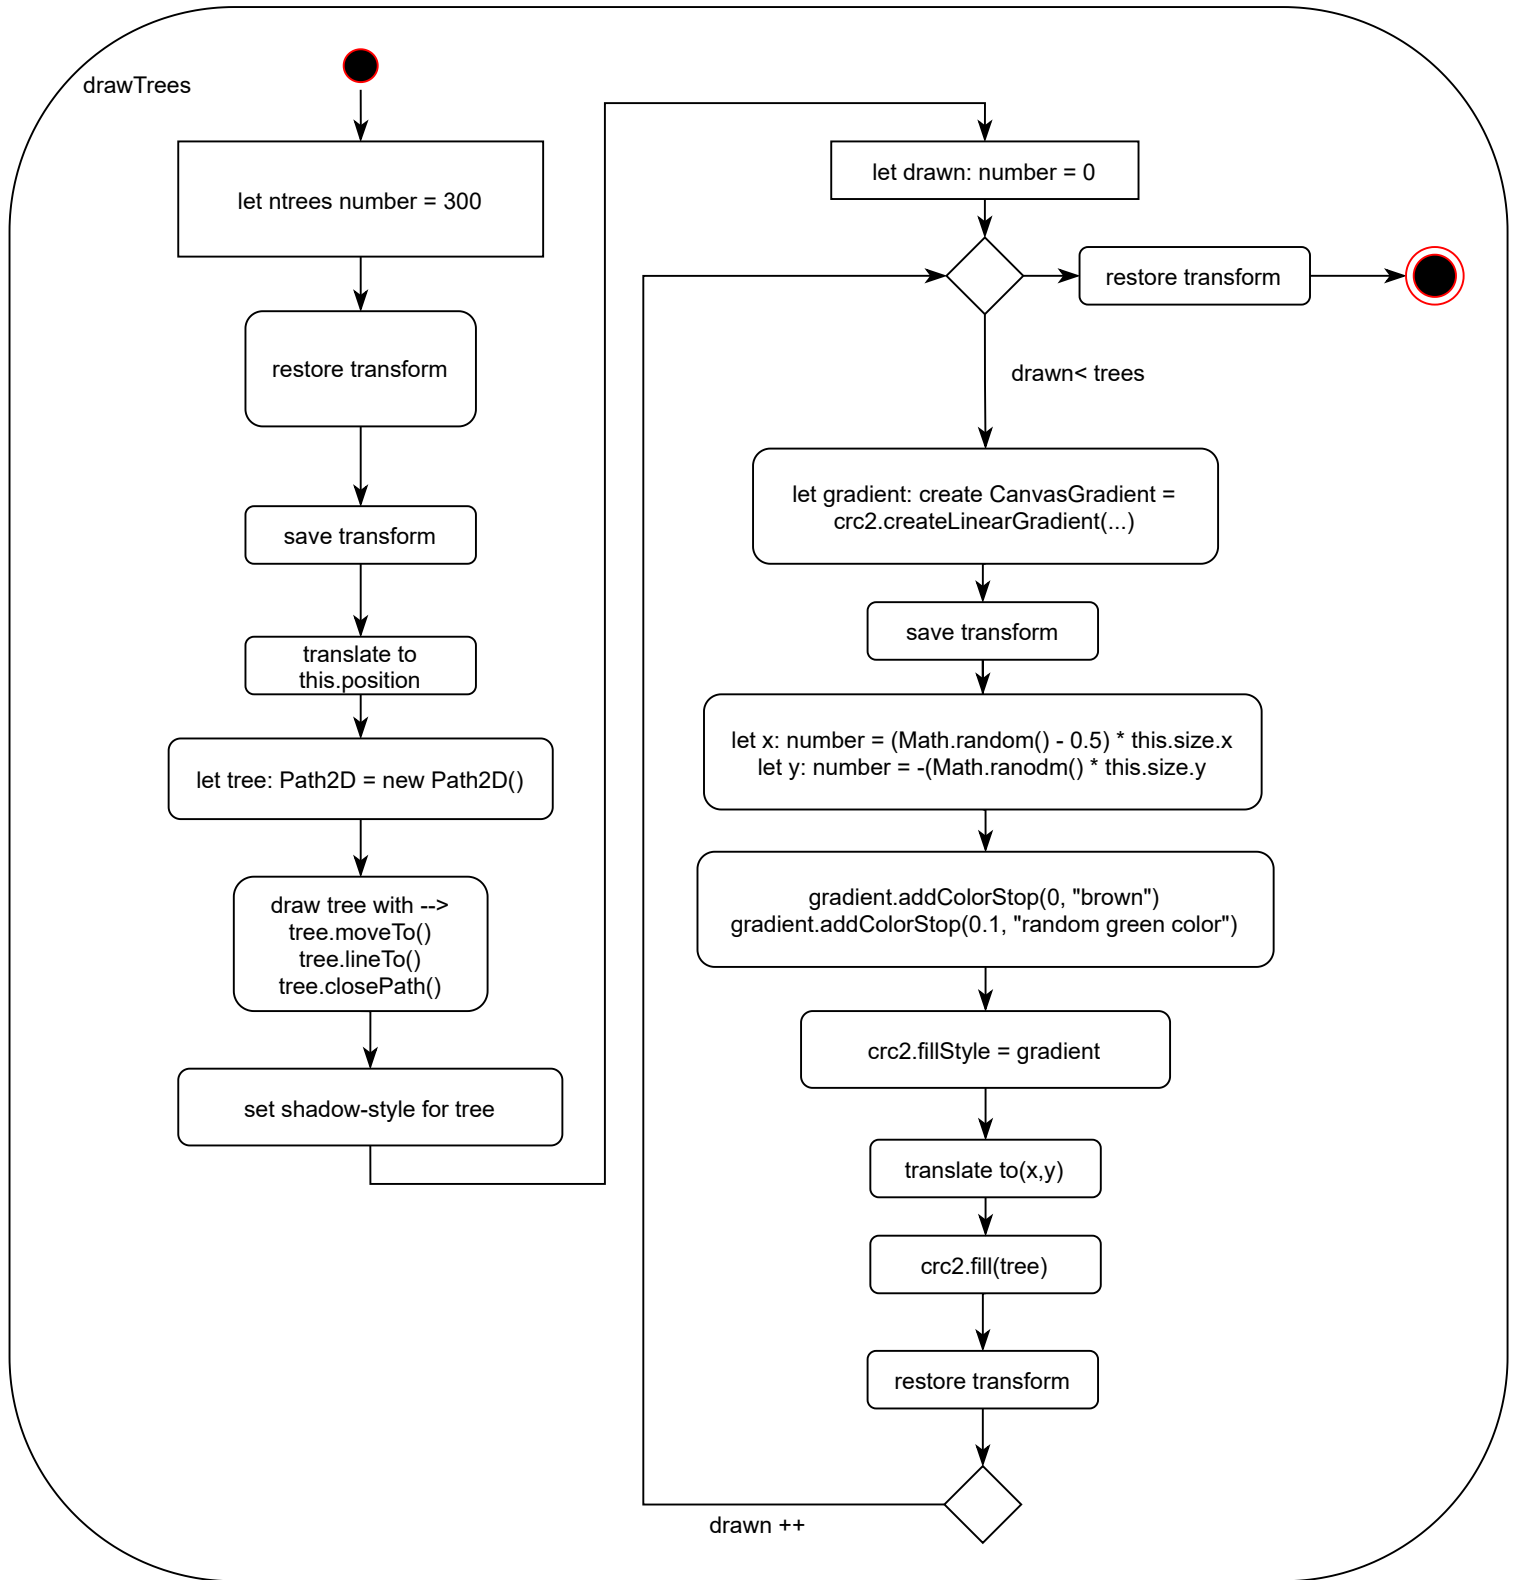 drawTrees
let ntrees number = 300
restore transform
save transform
translate to
this.position
let tree: Path2D = new Path2D()
draw tree with -->
tree.moveTo()
tree.lineTo()
tree.closePath()
set shadow-style for tree
let drawn: number = 0
restore transform
drawn< trees
let gradient: create CanvasGradient =
crc2.createLinearGradient(...)
save transform
let x: number = (Math.random() - 0.5) * this.size.x
let y: number = -(Math.ranodm() * this.size.y
gradient.addColorStop(0, "brown")
gradient.addColorStop(0.1, "random green color")
crc2.fillStyle = gradient
translate to(x,y)
crc2.fill(tree)
restore transform
drawn ++